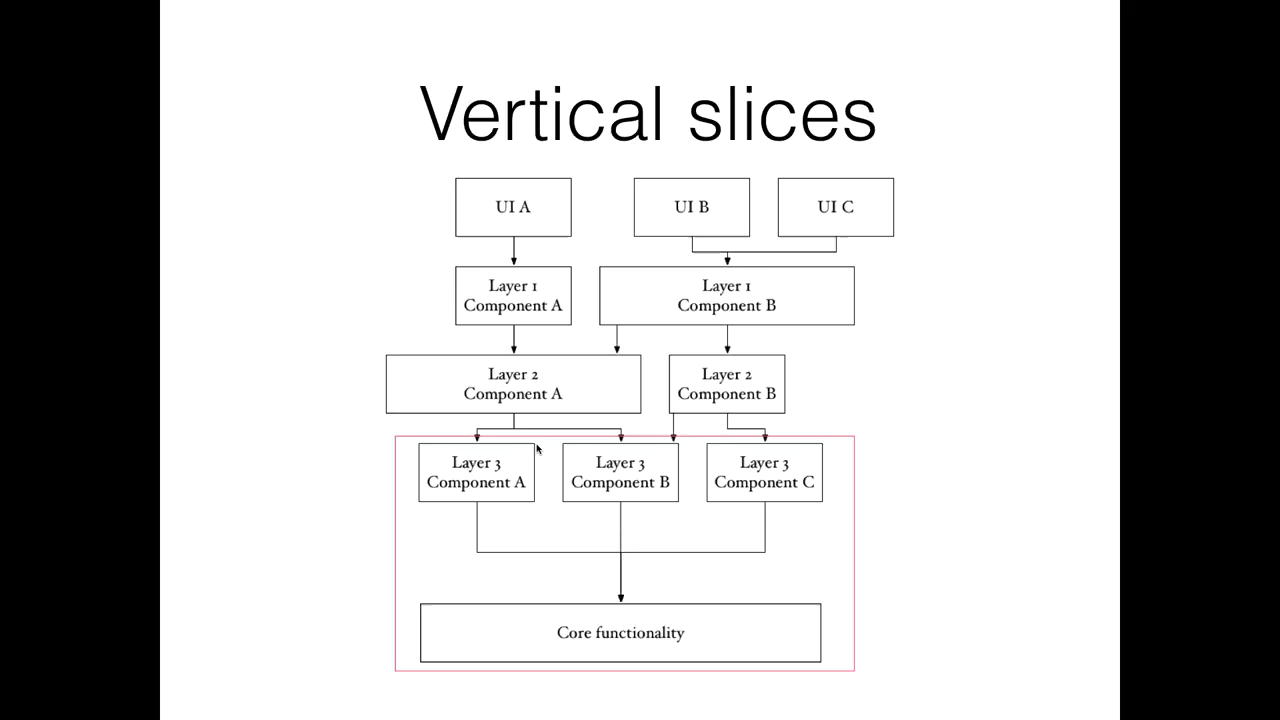 Vertical slices
UI A
UI B
UI C
Layer 1
Component A
Layer 1
Component B
Layer 2
Component A
Layer 2
Component B
Layer 3
Component A
Layer 3
Component B
Layer 3
Component C
Core functionality